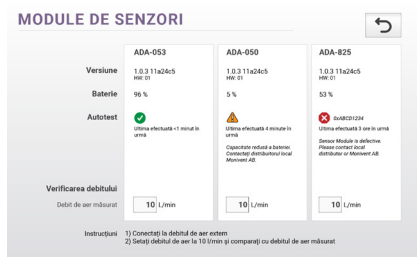 MODULE DE SENZORI
ADA-053 ADA-050 ADA-825
Versiune 1.0.3 11a24c5 1.0.3 11a24c5 1.0.3 11a24c5
HW: 01 HW: 01 HW: 01
Baterie 96 % 5 % 53 %
Autotest 0xABCD1234
Ultima efectuată <1 minut în urmă
Ultima efectuată 4 minute în urmă
Capacitate redusă a bateriei
Contactați distribuitorul local
Monivent AB.
Ultima efectuată 3 ore în urmă
Sensor Module is defective.
Please contact local
distributor or Monivent AB.
Verificarea debitului
Debit de aer măsurat 10 L/min 10 L/min 10 L/min
Instrucțiuni 1) Conectați la debitul de aer extern
2) Setați debitul de aer la 10 l/min și comparați cu debitul de aer măsurat